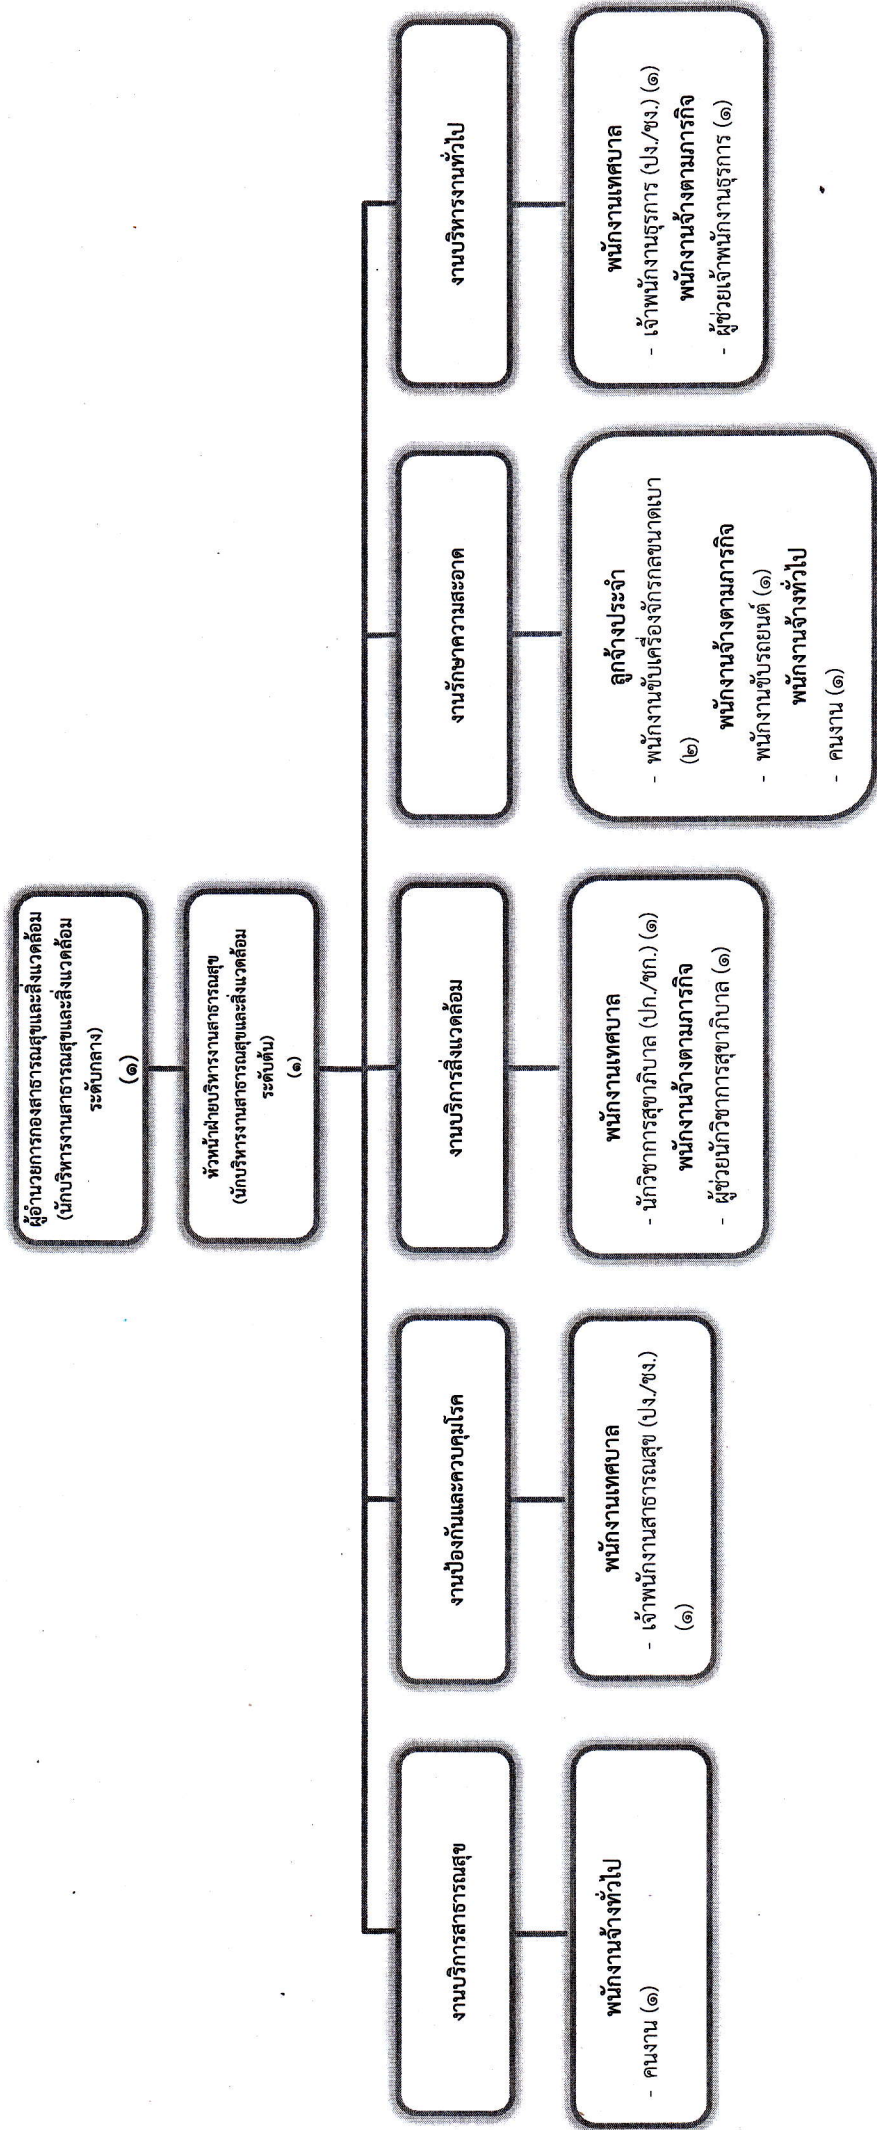 ผู้อำนวยการกองสาธารณสุขและสิ่งแวดล้อม
(นักบริหารงานสาธารณสุขและสิ่งแวดล้อม
ระดับกลาง)
(๑)
หัวหน้าฝ่ายบริหารงานสาธารณสุข
(นักบริหารงานสาธารณสุขและสิ่งแวดล้อม
ระดับต้น)
(๑)
งานบริการสาธารณสุข
พนักงานจ้างทั่วไป
- คนงาน (๑)
งานป้องกันและควบคุมโรค
พนักงานเทศบาล
- เจ้าพนักงานสาธารณสุข (ปง./ชง.)
(๑)
งานบริการสิ่งแวดล้อม
พนักงานเทศบาล
- นักวิชาการสุขาภิบาล (ปก./ชก.) (๑)
พนักงานจ้างตามภารกิจ
- ผู้ช่วยนักวิชาการสุขาภิบาล (๑)
งานรักษาความสะอาด
ลูกจ้างประจำ
- พนักงานขับเครื่องจักรกลขนาดเบา
(๒)
พนักงานจ้างตามภารกิจ
- พนักงานขับรถยนต์ (๑)
พนักงานจ้างทั่วไป
- คนงาน (๑)
งานบริหารงานทั่วไป
พนักงานเทศบาล
- เจ้าพนักงานธุรการ (ปง./ชง.) (๑)
พนักงานจ้างตามภารกิจ
- ผู้ช่วยเจ้าพนักงานธุรการ (๑)